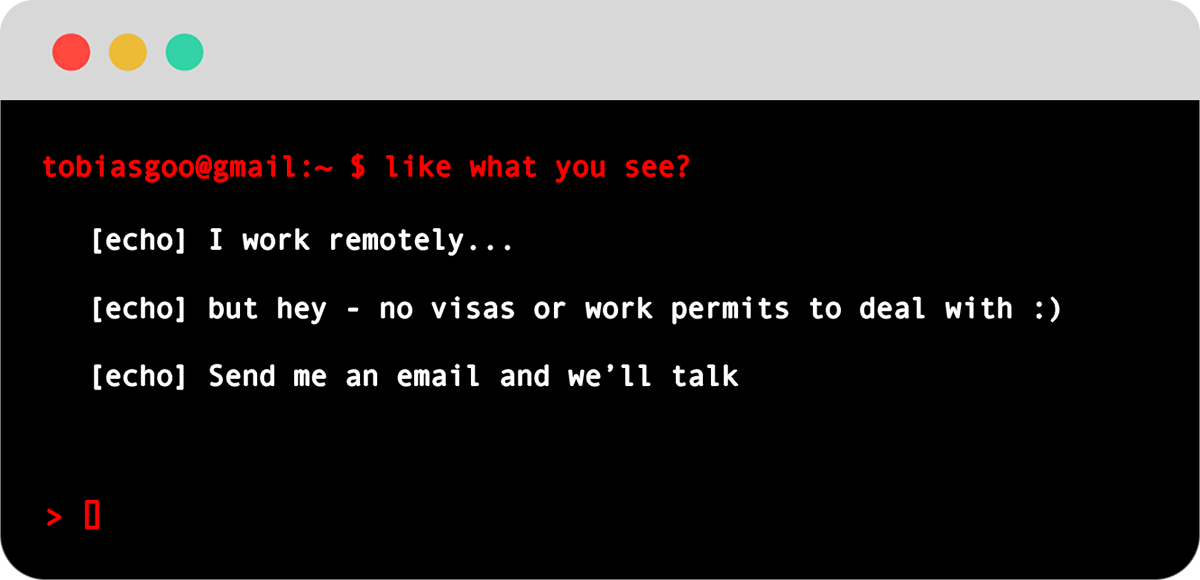 tobiasgoo@gmail:~ $ like what you see?
[echo] I work remotely...
[echo] but hey - no visas or work permits to deal with :)
[echo] Send me an email and we’ll talk
> []